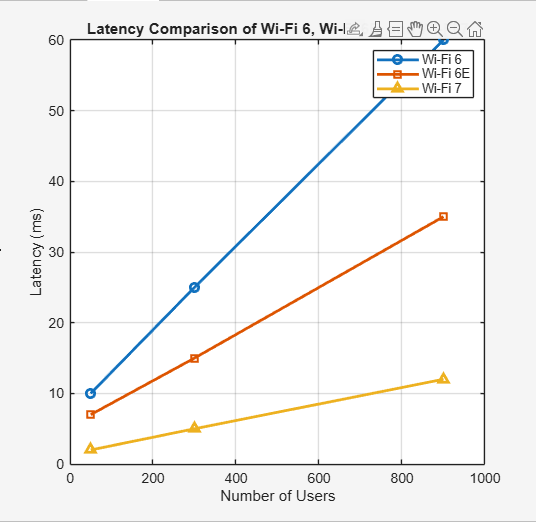 Latency Comparison of Wi-Fi 6, Wi-
60
50
40
30
20
10
0
Latency (ms)
Wi-Fi 6
Wi-Fi 6E
Wi-Fi 7
0 200 400 600 800 1000
Number of Users